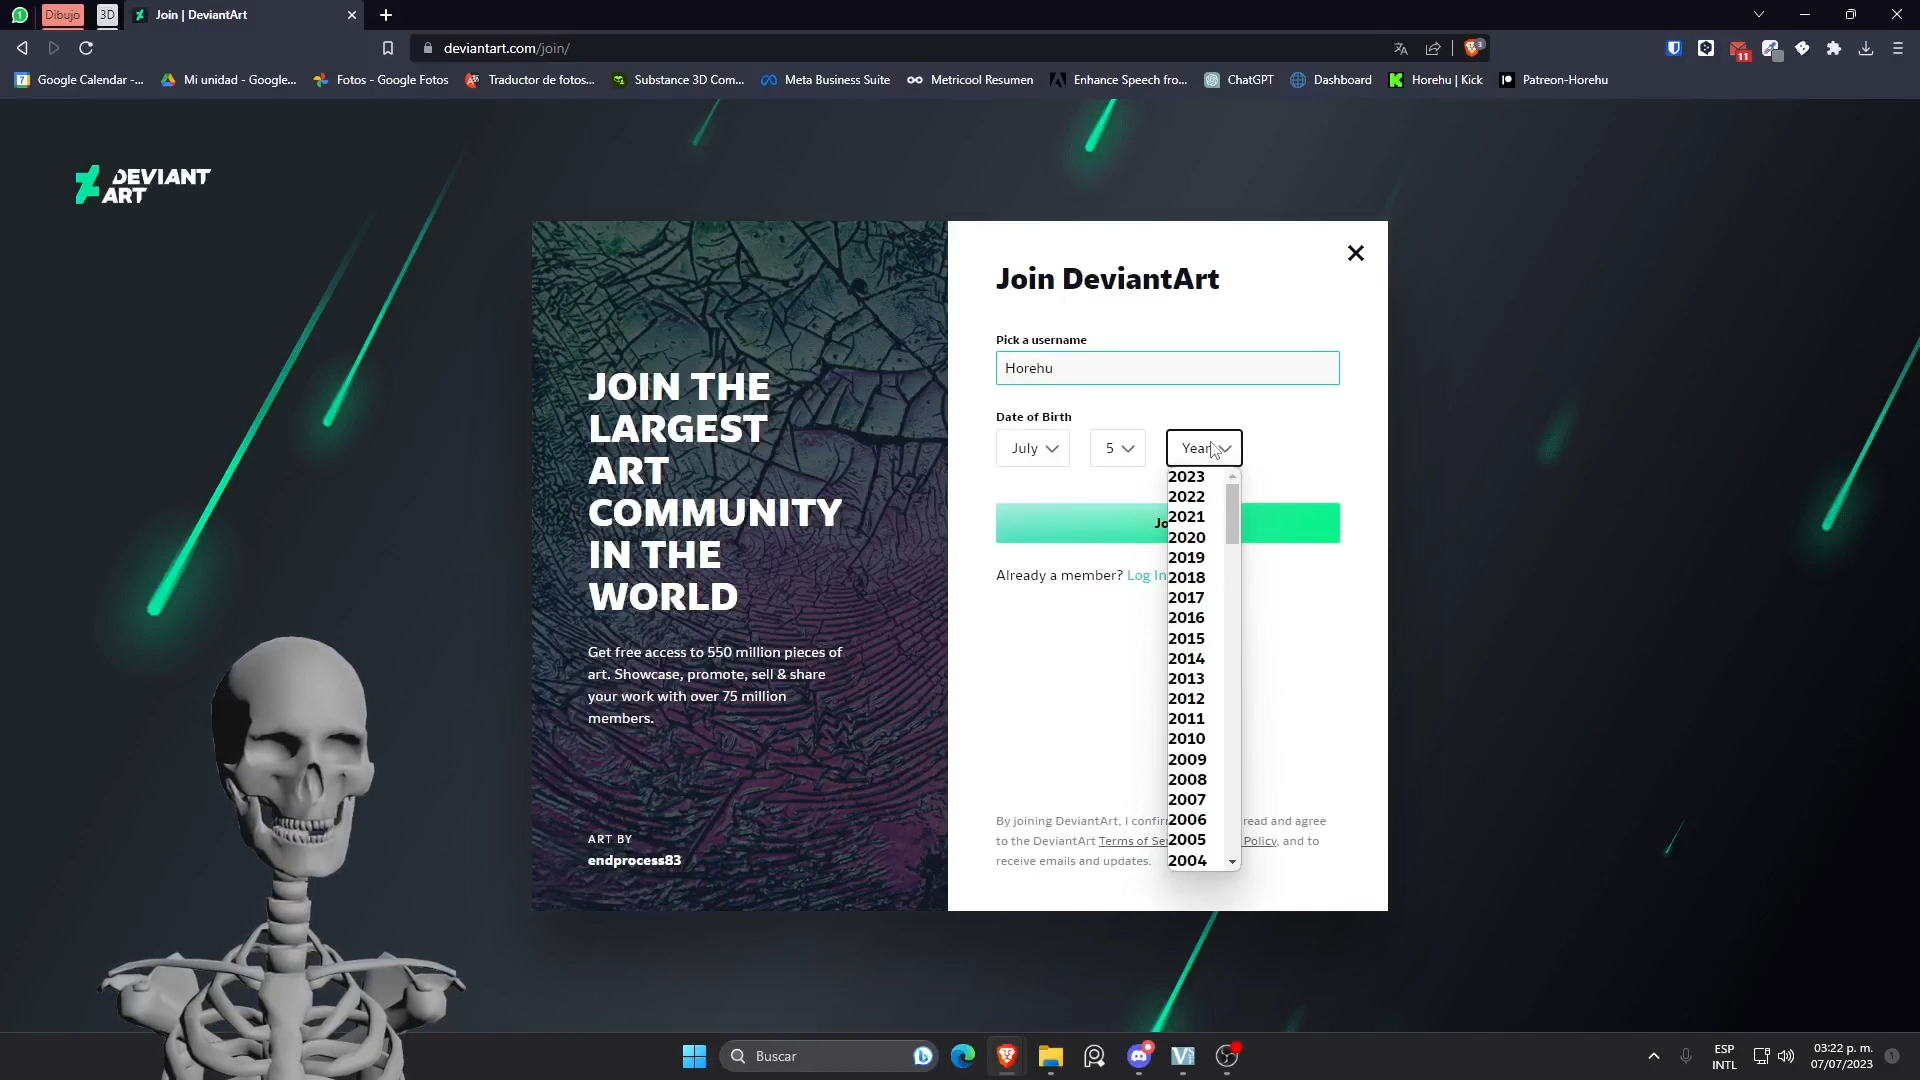 1
Dibujo
3D
Join | DeviantArt
deviantart.com/join/
3
11
Google Calendar -...
Mi unidad - Google...
Fotos - Google Fotos
Traductor de fotos...
Substance 3D Com...
Meta Business Suite
Metricool Resumen
Enhance Speech fro...
ChatGPT
Dashboard
Horehu | Kick
Patreon-Horehu
DEVIANT
ART
JOIN THE
LARGEST
ART
COMMUNITY
IN THE
WORLD
Get free access to 550 million pieces of
art. Showcase, promote, sell & share
your work with over 75 million
members.
ART BY
endprocess83
Join DeviantArt
Pick a username
Horehu
Date of Birth
July
5
Year
2023
2022
2021
2020
2019
2018
2017
2016
2015
2014
2013
2012
2011
2010
2009
2008
2007
2006
2005
2004
Jo
Already a member? Log In
By joining DeviantArt, I confir read and agree
to the DeviantArt Terms of Se Policy, and to
receive emails and updates.
Buscar
ESP
INTL
03:22 p. m.
07/07/2023
1